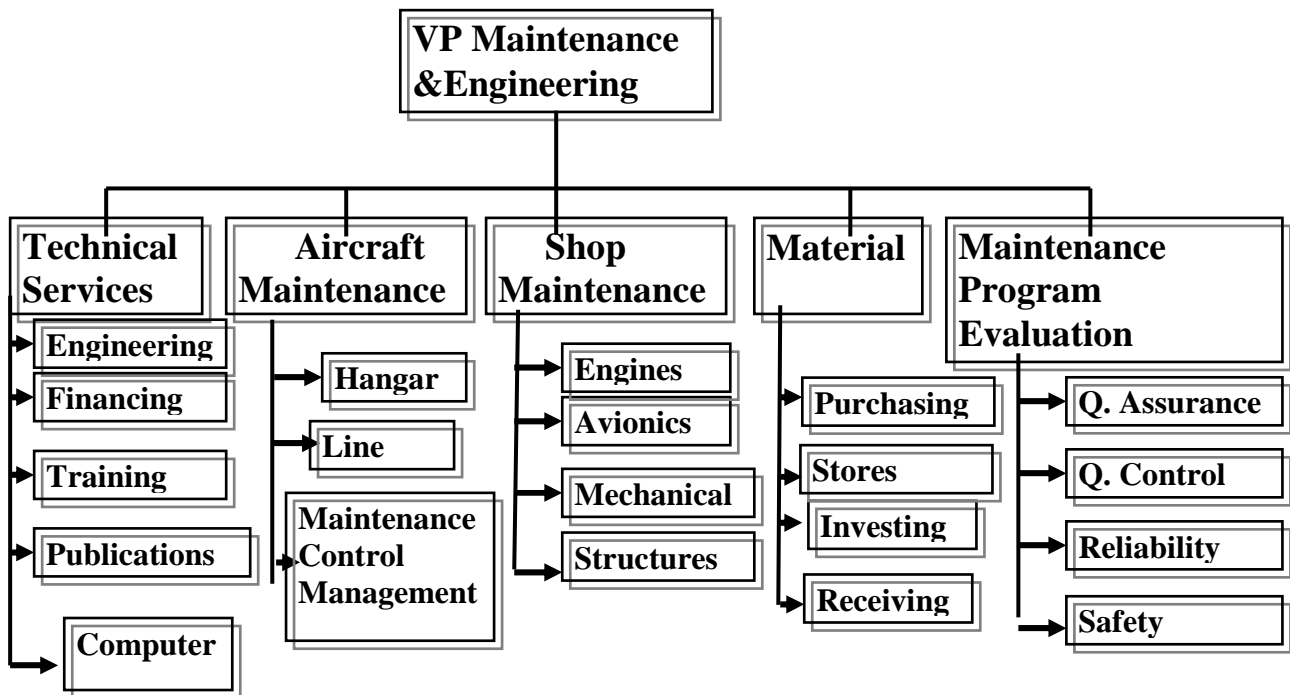 VP Maintenance
&Engineering
Technical
Services
Engineering
Financing
Training
Publications
Computer
Aircraft
Maintenance
Hangar
Line
Maintenance
Control
Management
Shop
Maintenance
Engines
Avionics
Mechanical
Structures
Material
Purchasing
Stores
Investing
Receiving
Maintenance
Program
Evaluation
Q. Assurance
Q. Control
Reliability
Safety